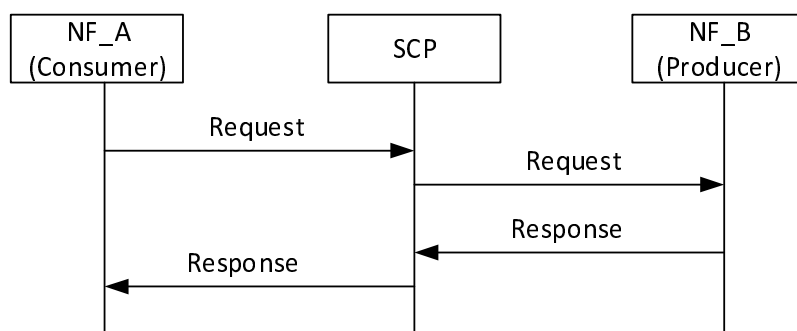 NF_A
(Consumer)
SCP
NF_B
(Producer)
Request
Request
Response
Response